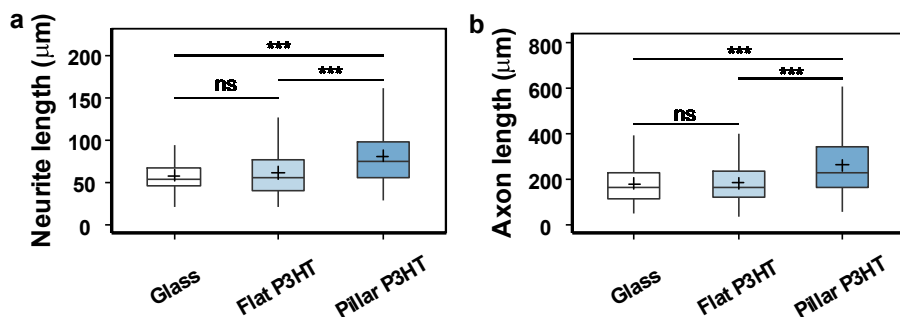 a
Neurite length (μm)
200
150
100
50
0
***
***
ns
Glass
Flat P3HT
Pillar P3HT
b
Axon length (μm)
800
600
400
200
0
***
***
ns
Glass
Flat P3HT
Pillar P3HT